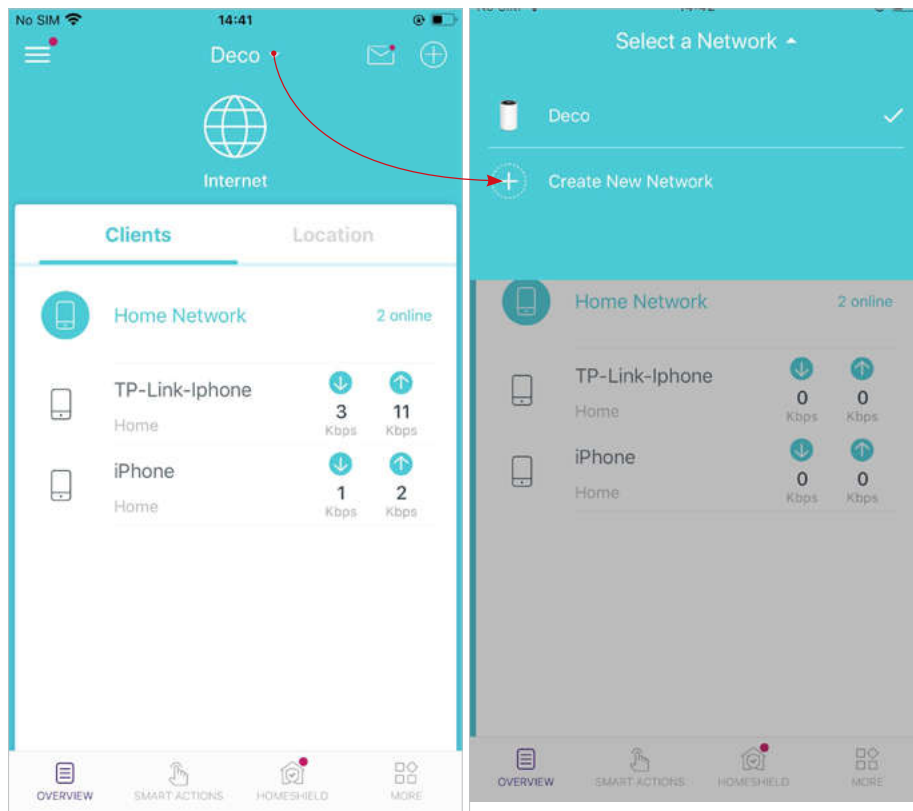 No SIM 14:41
Deco
Internet
Clients Location
Home Network 2 online
TP-Link-Iphone
3 11
Home Kbps Kbps
iPhone
1 2
Home Kbps Kbps
OVERVIEW SMART ACTIONS HOMESHIELD MORE
Select a Network
Deco
Create New Network
Home Network 2 online
TP-Link-Iphone
0 0
Home Kbps Kbps
iPhone
0 0
Home Kbps Kbps
OVERVIEW SMART ACTIONS HOMESHIELD MORE